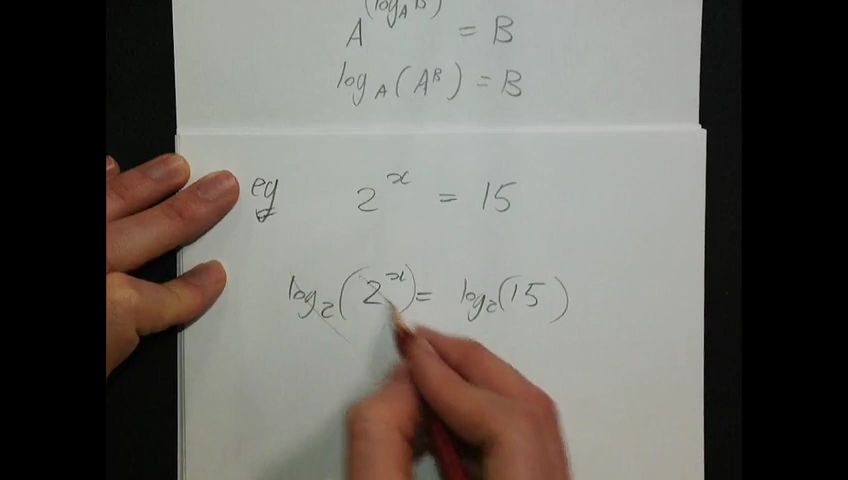 A^(log_A B) = B
log_A(A^B) = B
eg 2^x = 15
log_2(2^x) = log_2(15)